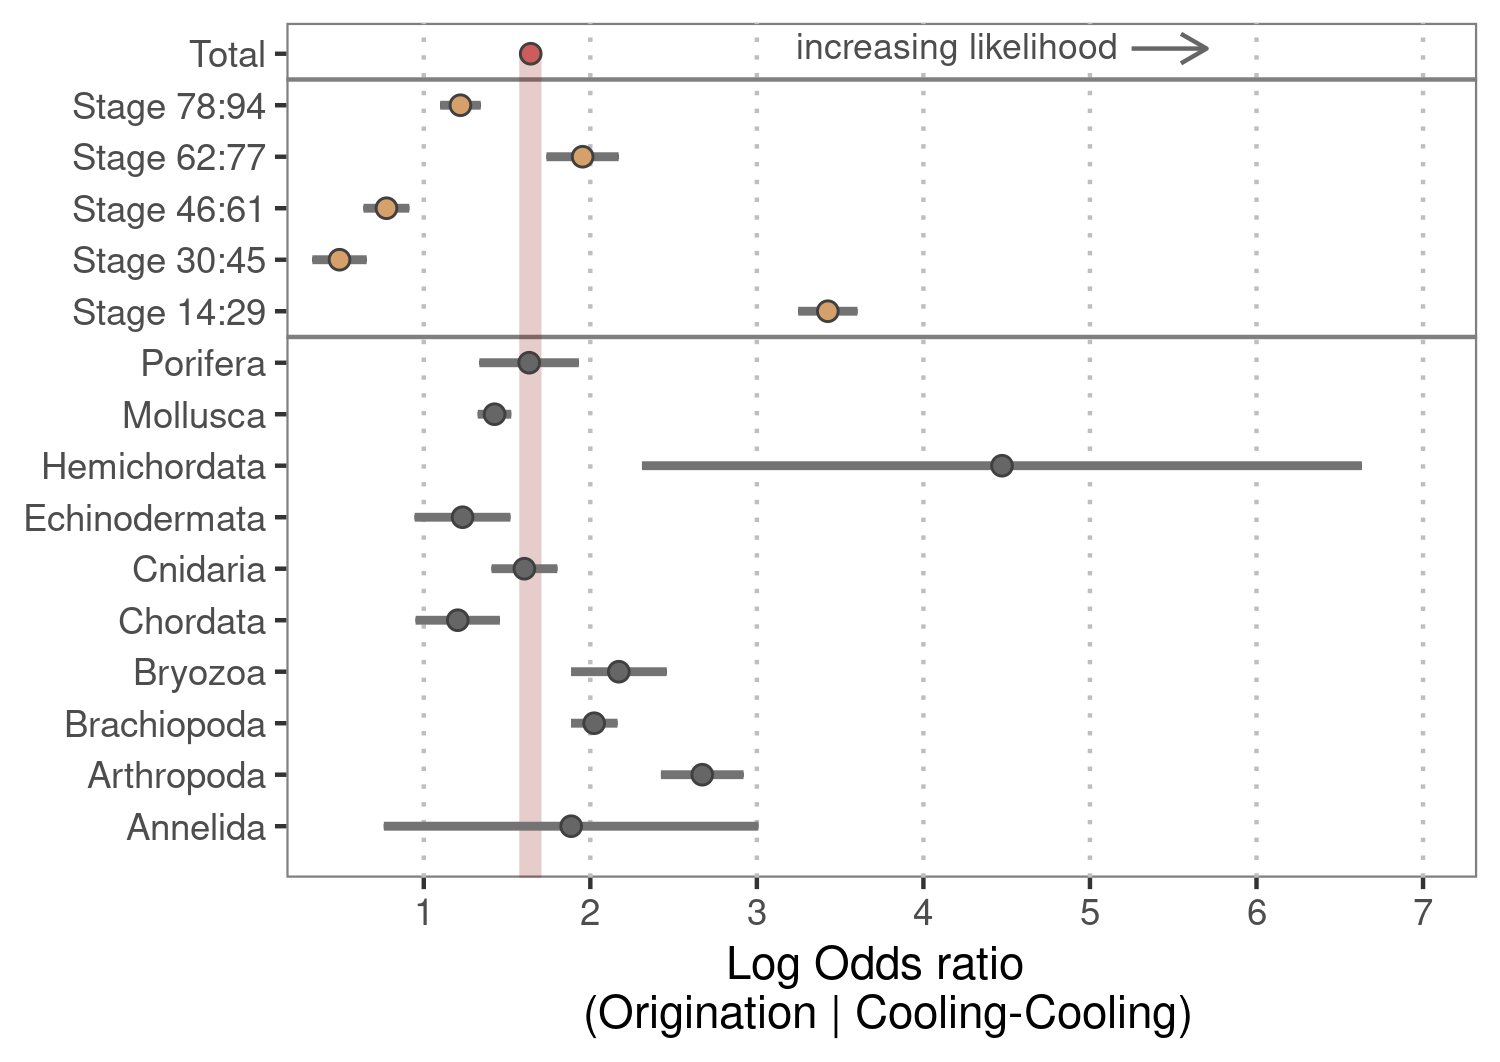 Total
increasing likelihood
Stage 78:94
Stage 62:77
Stage 46:61
Stage 30:45
Stage 14:29
Porifera
Mollusca
Hemichordata
Echinodermata
Cnidaria
Chordata
Bryozoa
Brachiopoda
Arthropoda
Annelida
1 2 3 4 5 6 7
Log Odds ratio
(Origination | Cooling-Cooling)